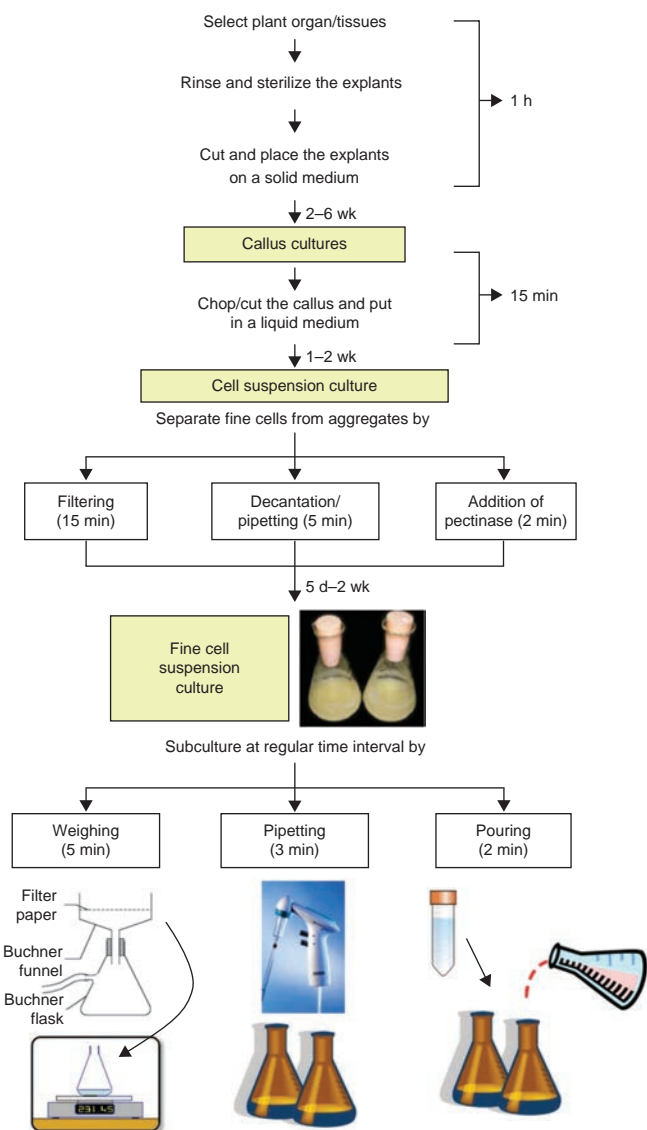 Select plant organ/tissues
Rinse and sterilize the explants
1 h
Cut and place the explants
on a solid medium
2–6 wk
Callus cultures
Chop/cut the callus and put
in a liquid medium
15 min
1–2 wk
Cell suspension culture
Separate fine cells from aggregates by
Filtering
(15 min)
Decantation/
pipetting (5 min)
Addition of
pectinase (2 min)
5 d–2 wk
Fine cell
suspension
culture
Subculture at regular time interval by
Weighing
(5 min)
Pipetting
(3 min)
Pouring
(2 min)
Filter
paper
Buchner
funnel
Buchner
flask
231.45